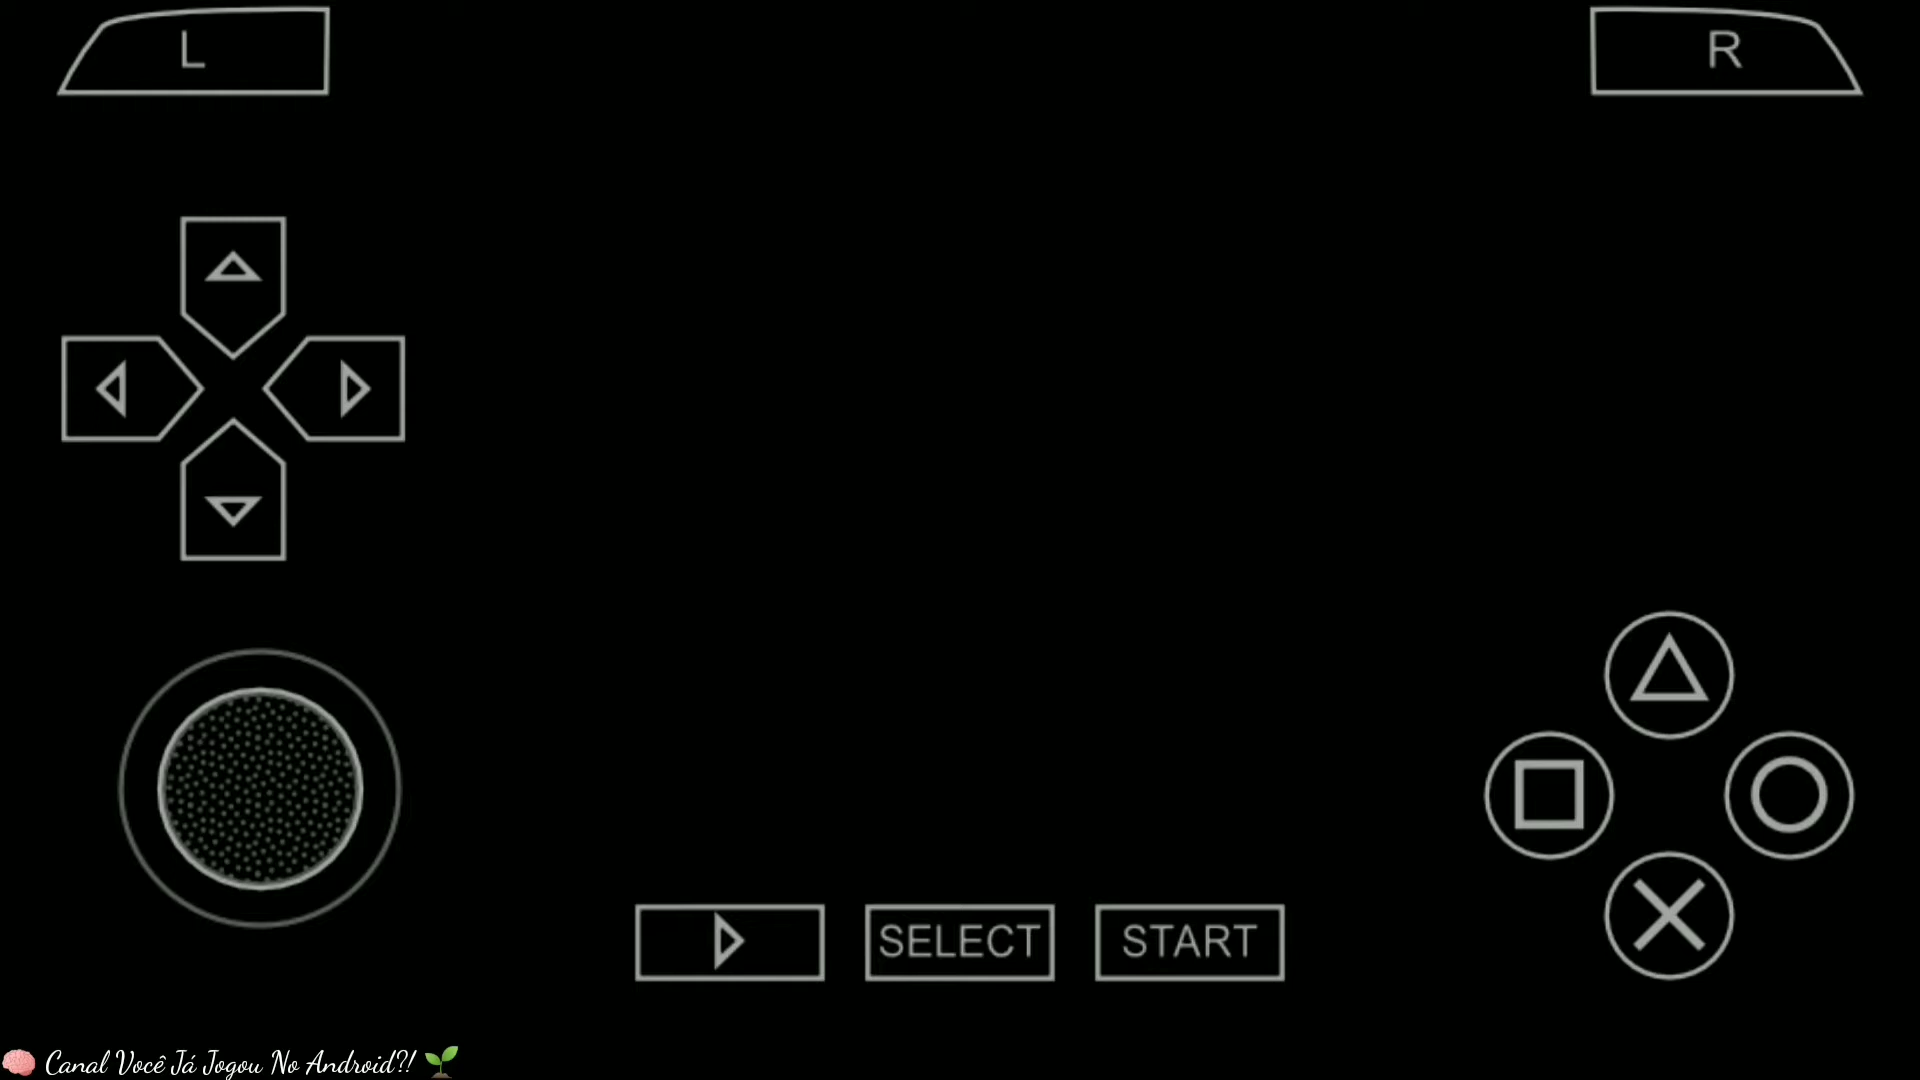 L
R
SELECT
START
🧠 Canal Você Já Jogou No Android?! 🌱